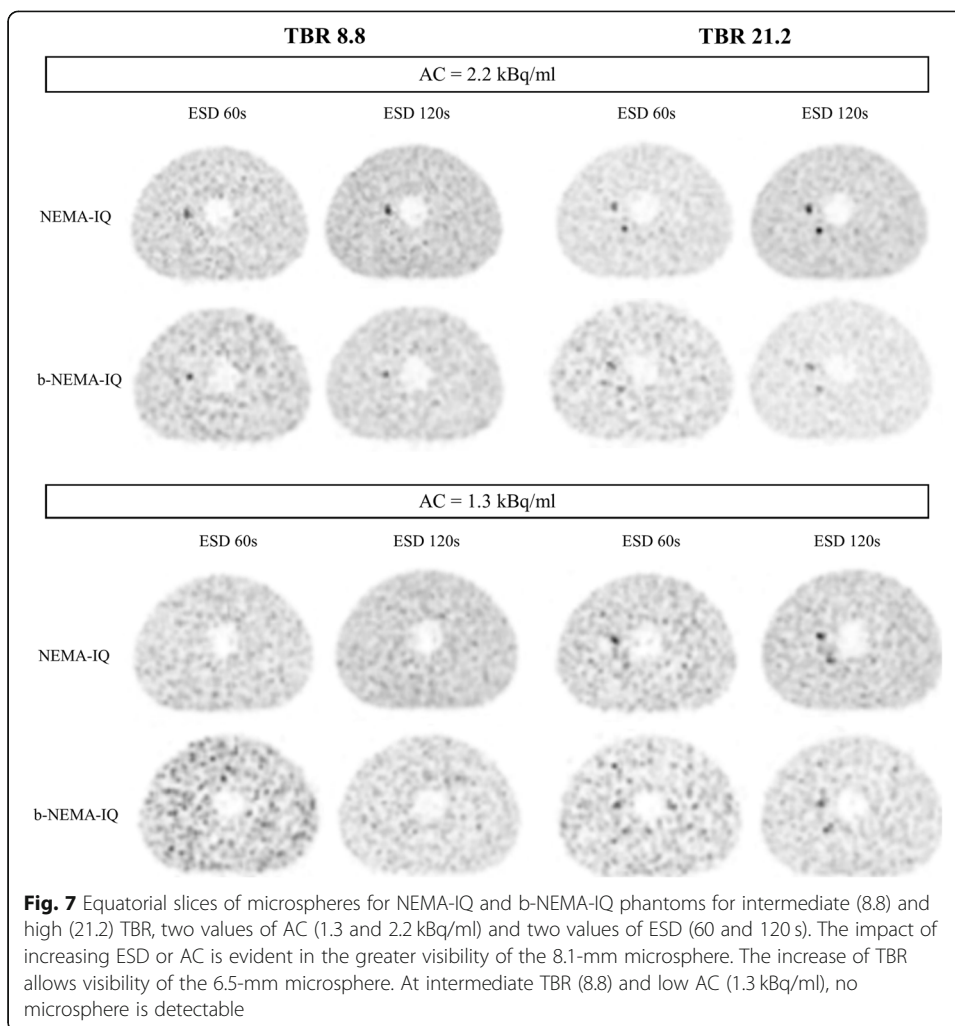 TBR 8.8 TBR 21.2
AC = 2.2 kBq/ml
ESD 60s ESD 120s ESD 60s ESD 120s
NEMA-IQ
b-NEMA-IQ
AC = 1.3 kBq/ml
ESD 60s ESD 120s ESD 60s ESD 120s
NEMA-IQ
b-NEMA-IQ
Fig. 7 Equatorial slices of microspheres for NEMA-IQ and b-NEMA-IQ phantoms for intermediate (8.8) and
high (21.2) TBR, two values of AC (1.3 and 2.2 kBq/ml) and two values of ESD (60 and 120 s). The impact of
increasing ESD or AC is evident in the greater visibility of the 8.1-mm microsphere. The increase of TBR
allows visibility of the 6.5-mm microsphere. At intermediate TBR (8.8) and low AC (1.3 kBq/ml), no
microsphere is detectable